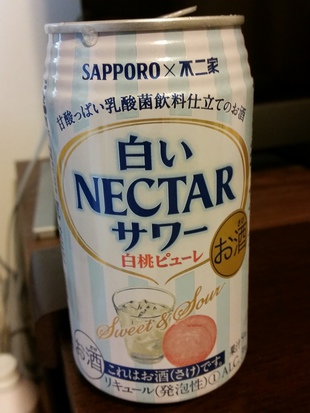 SAPPORO×不二家
甘酸っぱい乳酸菌飲料仕立てのお酒
白い
NECTAR
サワー
白桃ピューレ
お酒
Sweet & Sour
お酒
これはお酒(さけ)です。
リキュール(発泡性)①